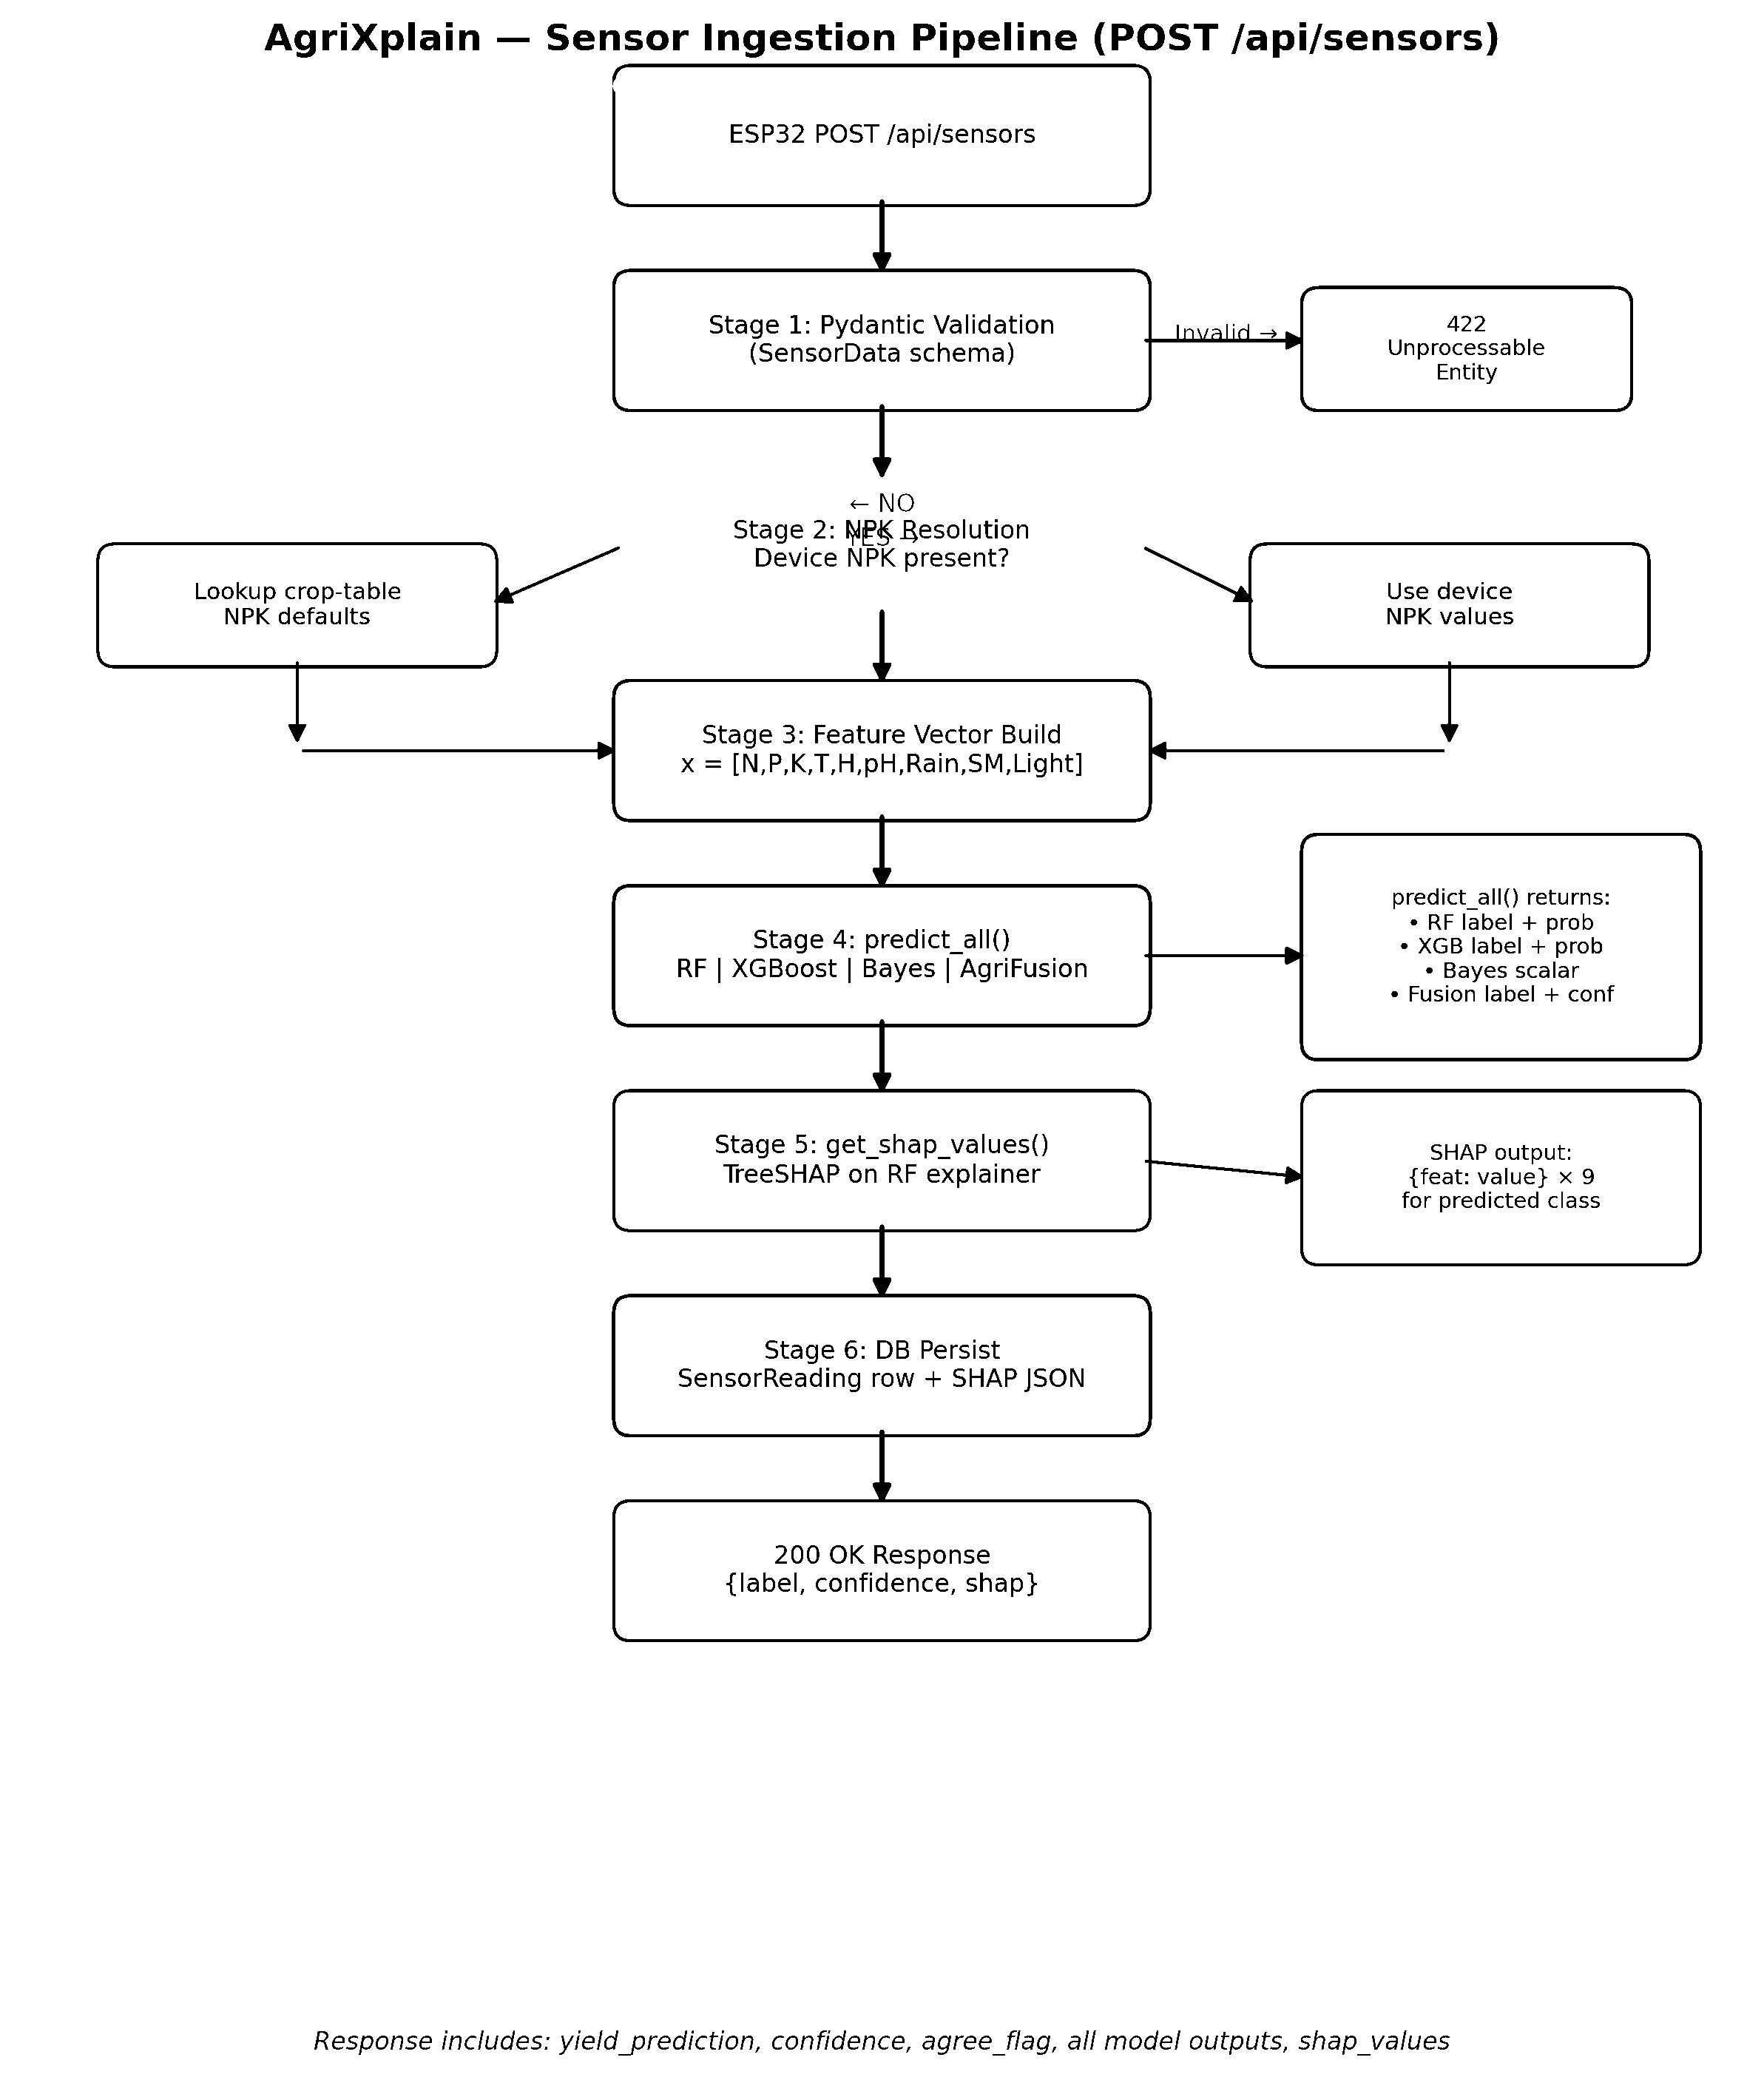 AgriXplain — Sensor Ingestion Pipeline (POST /api/sensors)
ESP32 POST /api/sensors
Stage 1: Pydantic Validation
(SensorData schema)
Invalid →
422
Unprocessable
Entity
← NO
Stage 2: NPK Resolution
YES →
Device NPK present?
Lookup crop-table
NPK defaults
Use device
NPK values
Stage 3: Feature Vector Build
x = [N,P,K,T,H,pH,Rain,SM,Light]
Stage 4: predict_all()
RF | XGBoost | Bayes | AgriFusion
predict_all() returns:
• RF label + prob
• XGB label + prob
• Bayes scalar
• Fusion label + conf
Stage 5: get_shap_values()
TreeSHAP on RF explainer
SHAP output:
{feat: value} × 9
for predicted class
Stage 6: DB Persist
SensorReading row + SHAP JSON
200 OK Response
{label, confidence, shap}
Response includes: yield_prediction, confidence, agree_flag, all model outputs, shap_values